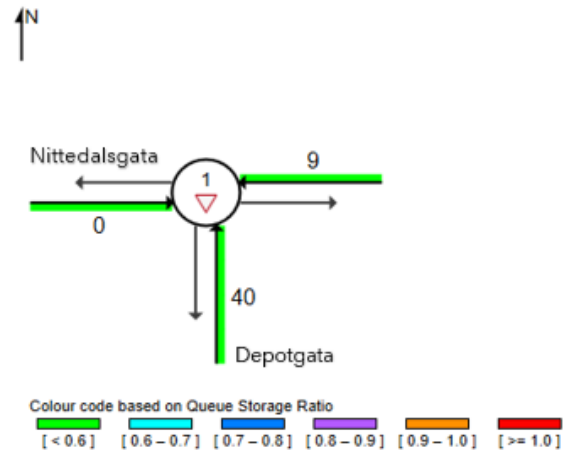 N
Nittedalsgata
1
9
0
40
Depotgata
Colour code based on Queue Storage Ratio
[ < 0.6 ] [ 0.6 – 0.7 ] [ 0.7 – 0.8 ] [ 0.8 – 0.9 ] [ 0.9 – 1.0 ] [ >= 1.0 ]